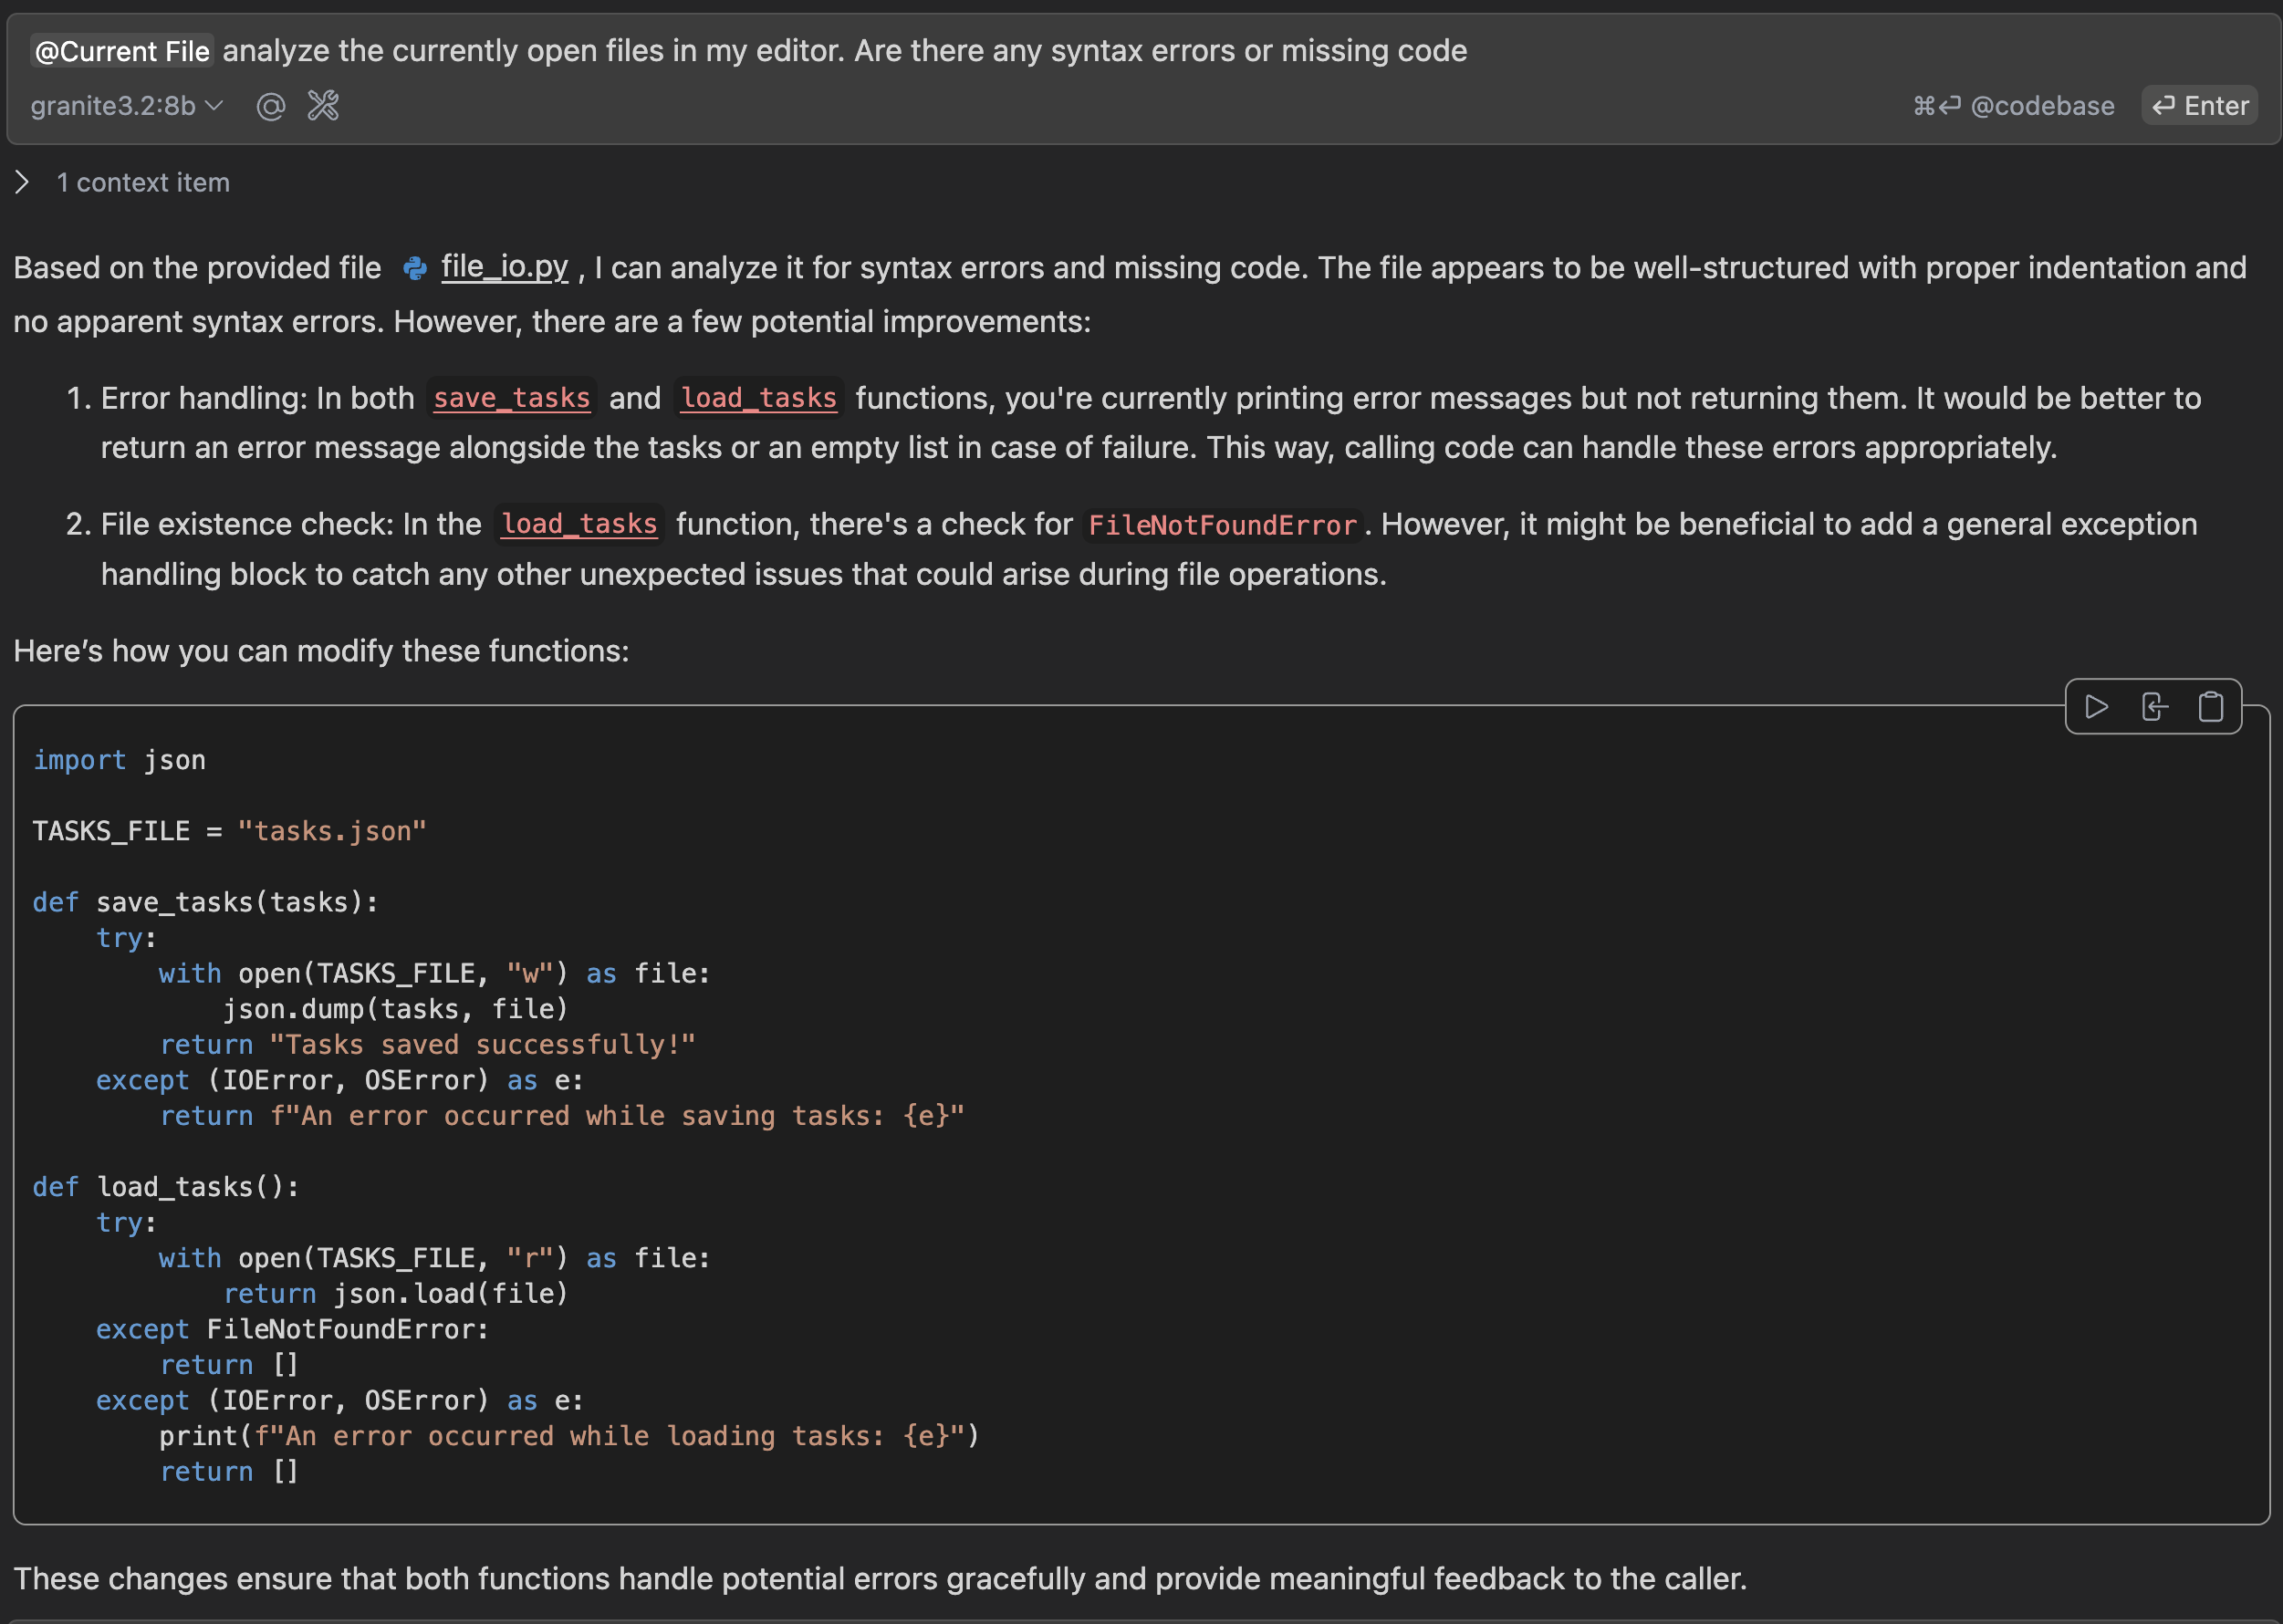 @Current File analyze the currently open files in my editor. Are there any syntax errors or missing code
granite3.2:8b @ ⌘⏎ @codebase ⏎ Enter
1 context item
Based on the provided file file_io.py , I can analyze it for syntax errors and missing code. The file appears to be well-structured with proper indentation and
no apparent syntax errors. However, there are a few potential improvements:
1. Error handling: In both save_tasks and load_tasks functions, you're currently printing error messages but not returning them. It would be better to
return an error message alongside the tasks or an empty list in case of failure. This way, calling code can handle these errors appropriately.
2. File existence check: In the load_tasks function, there's a check for FileNotFoundError. However, it might be beneficial to add a general exception
handling block to catch any other unexpected issues that could arise during file operations.
Here’s how you can modify these functions:
import json
TASKS_FILE = "tasks.json"
def save_tasks(tasks):
    try:
        with open(TASKS_FILE, "w") as file:
            json.dump(tasks, file)
        return "Tasks saved successfully!"
    except (IOError, OSError) as e:
        return f"An error occurred while saving tasks: {e}"
def load_tasks():
    try:
        with open(TASKS_FILE, "r") as file:
            return json.load(file)
    except FileNotFoundError:
        return []
    except (IOError, OSError) as e:
        print(f"An error occurred while loading tasks: {e}")
        return []
These changes ensure that both functions handle potential errors gracefully and provide meaningful feedback to the caller.